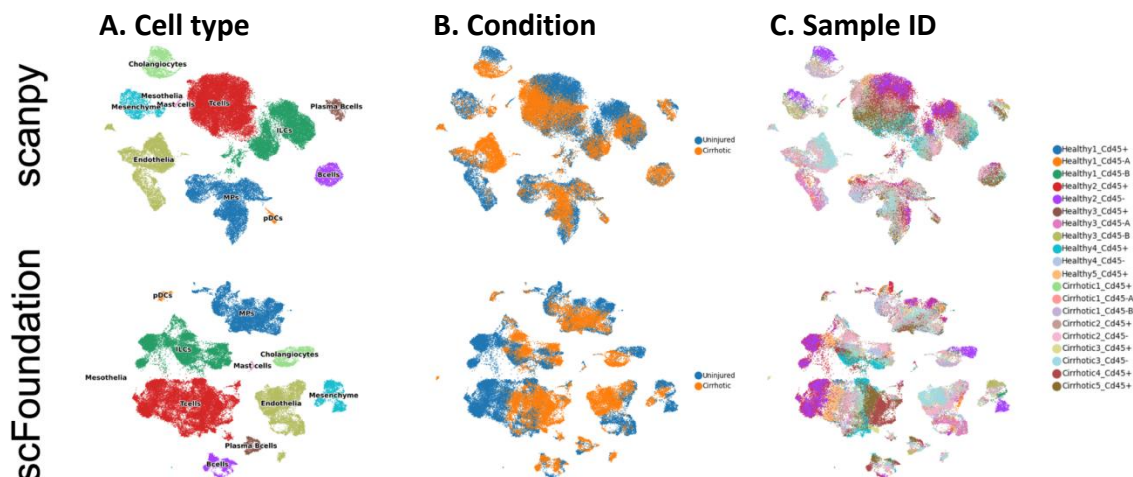 A. Cell type
B. Condition
C. Sample ID
scanpy
Cholangiocytes
Mesothelia
Mesenchyme
Mast cells
Tcells
Plasma Bcells
ILCs
Endothelia
Bcells
MPs
pDCs
Uninjured
Cirrhotic
Healthy1_Cd45+
Healthy1_Cd45-A
Healthy1_Cd45-B
Healthy2_Cd45+
Healthy2_Cd45-
Healthy3_Cd45+
Healthy3_Cd45-A
Healthy3_Cd45-B
Healthy4_Cd45+
Healthy4_Cd45-
Healthy5_Cd45+
Cirrhotic1_Cd45+
Cirrhotic1_Cd45-A
Cirrhotic1_Cd45-B
Cirrhotic2_Cd45+
Cirrhotic2_Cd45-
Cirrhotic3_Cd45+
Cirrhotic3_Cd45-
Cirrhotic4_Cd45+
Cirrhotic5_Cd45+
scFoundation
pDCs
MPs
ILCs
Cholangiocytes
Mast cells
Mesothelia
Mesenchyme
Tcells
Endothelia
Plasma Bcells
Bcells
Uninjured
Cirrhotic